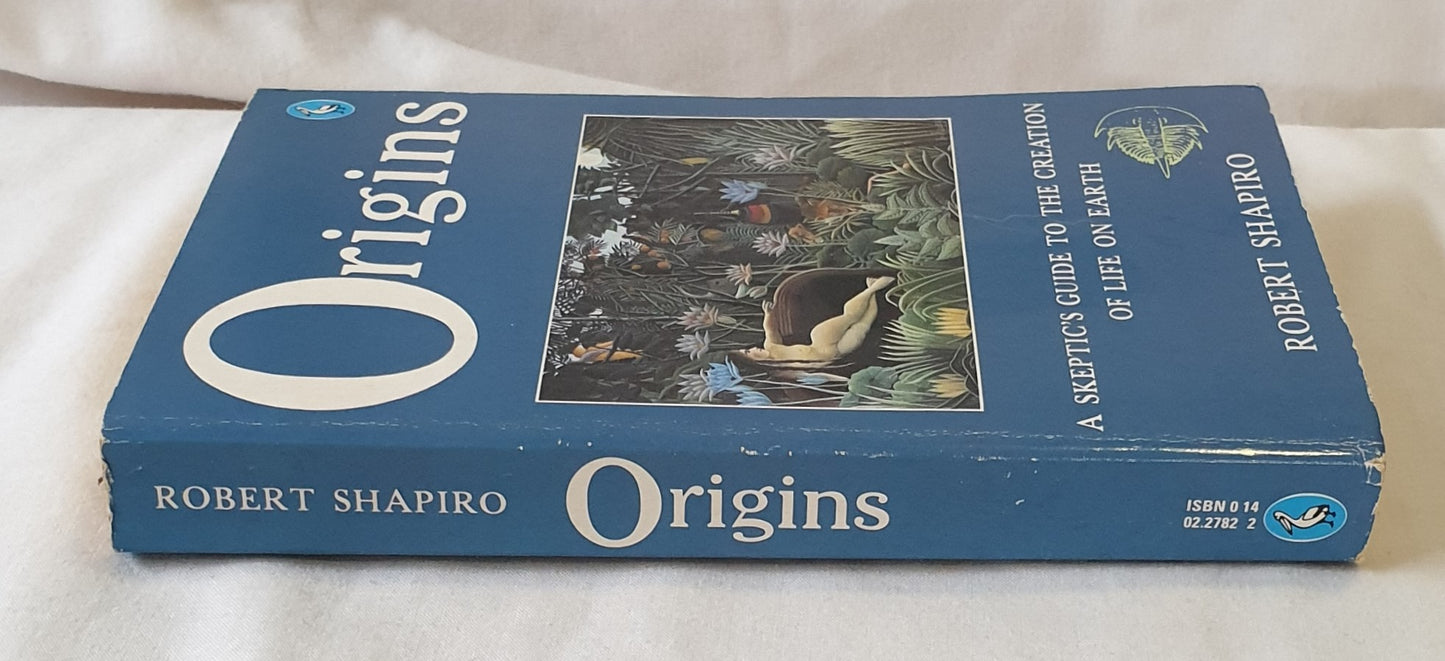 Origins
A SKEPTIC'S GUIDE TO THE CREATION
OF LIFE ON EARTH
ROBERT SHAPIRO
ROBERT SHAPIRO
Origins
ISBN 0 14
02.2782 2